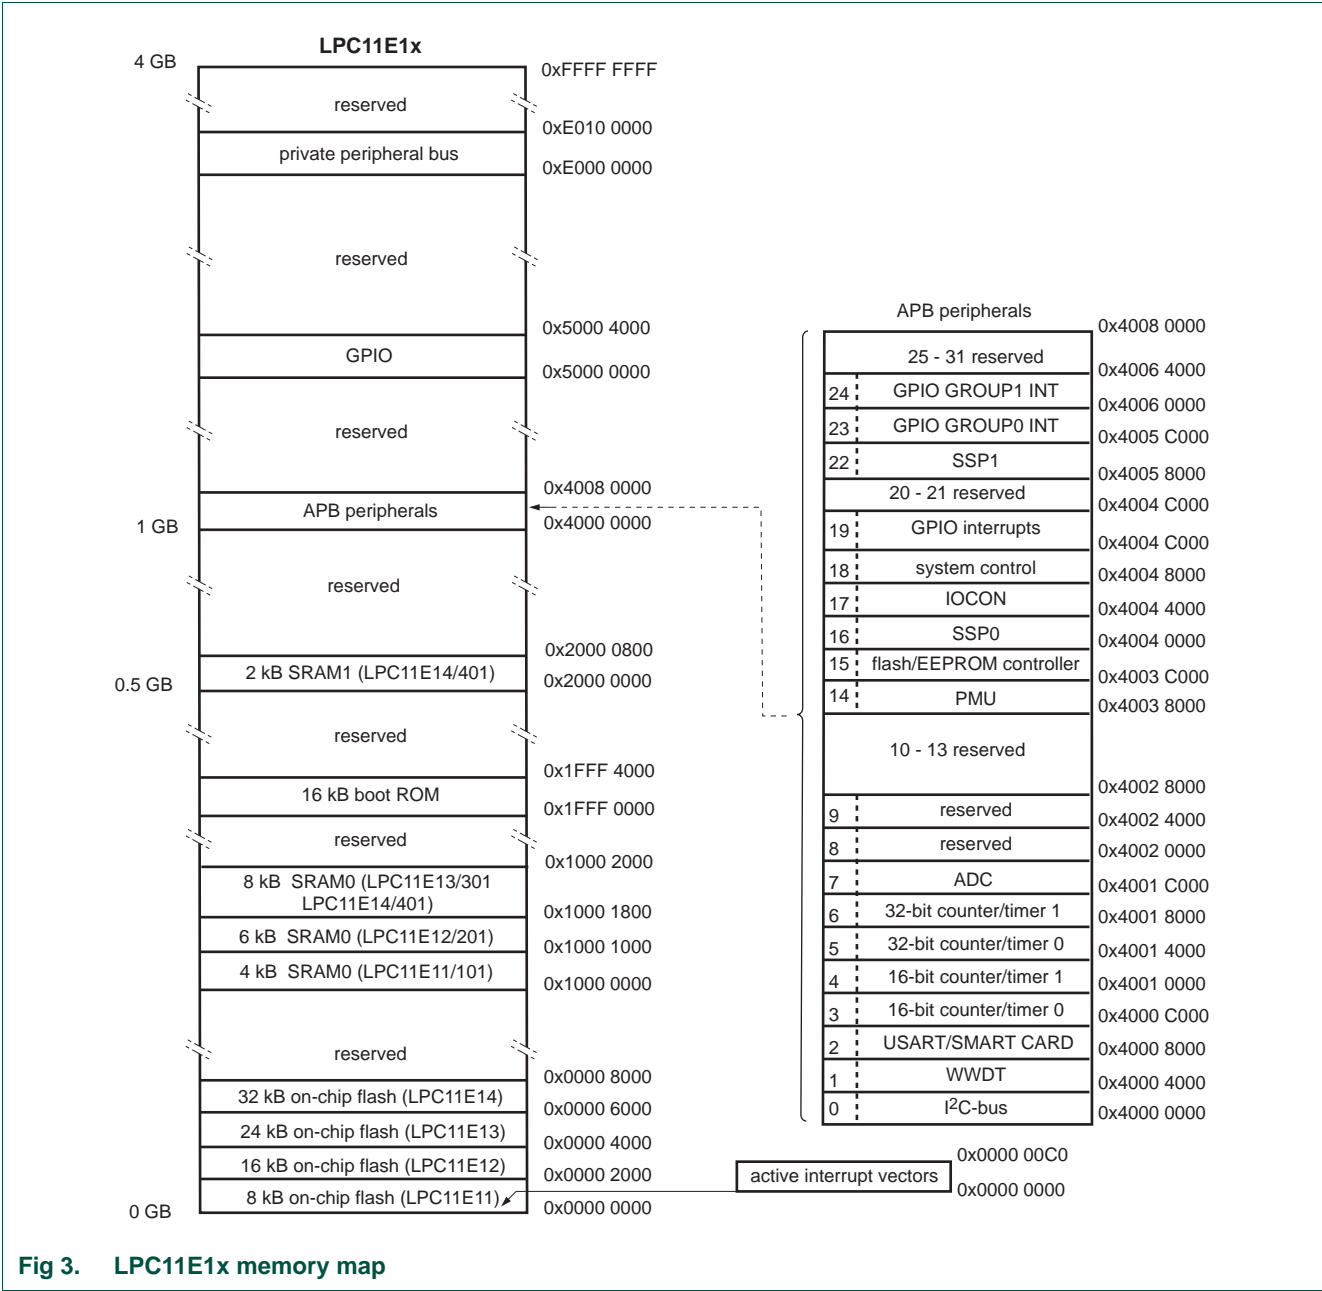 LPC11E1x
4 GB
0xFFFF FFFF
reserved
0xE010 0000
private peripheral bus
0xE000 0000
reserved
0x5000 4000
GPIO
0x5000 0000
reserved
0x4008 0000
APB peripherals
1 GB
0x4000 0000
reserved
0x2000 0800
2 kB SRAM1 (LPC11E14/401)
0.5 GB
0x2000 0000
reserved
0x1FFF 4000
16 kB boot ROM
0x1FFF 0000
reserved
0x1000 2000
8 kB SRAM0 (LPC11E13/301
LPC11E14/401)
0x1000 1800
6 kB SRAM0 (LPC11E12/201)
0x1000 1000
4 kB SRAM0 (LPC11E11/101)
0x1000 0000
reserved
0x0000 8000
32 kB on-chip flash (LPC11E14)
0x0000 6000
24 kB on-chip flash (LPC11E13)
0x0000 4000
16 kB on-chip flash (LPC11E12)
0x0000 2000
8 kB on-chip flash (LPC11E11)
0 GB
0x0000 0000
APB peripherals
0x4008 0000
25 - 31 reserved
0x4006 4000
24 GPIO GROUP1 INT
0x4006 0000
23 GPIO GROUP0 INT
0x4005 C000
22 SSP1
0x4005 8000
20 - 21 reserved
0x4004 C000
19 GPIO interrupts
0x4004 C000
18 system control
0x4004 8000
17 IOCON
0x4004 4000
16 SSP0
0x4004 0000
15 flash/EEPROM controller
0x4003 C000
14 PMU
0x4003 8000
10 - 13 reserved
0x4002 8000
9 reserved
0x4002 4000
8 reserved
0x4002 0000
7 ADC
0x4001 C000
6 32-bit counter/timer 1
0x4001 8000
5 32-bit counter/timer 0
0x4001 4000
4 16-bit counter/timer 1
0x4001 0000
3 16-bit counter/timer 0
0x4000 C000
2 USART/SMART CARD
0x4000 8000
1 WWDT
0x4000 4000
0 I2C-bus
0x4000 0000
0x0000 00C0
active interrupt vectors
0x0000 0000
Fig 3. LPC11E1x memory map